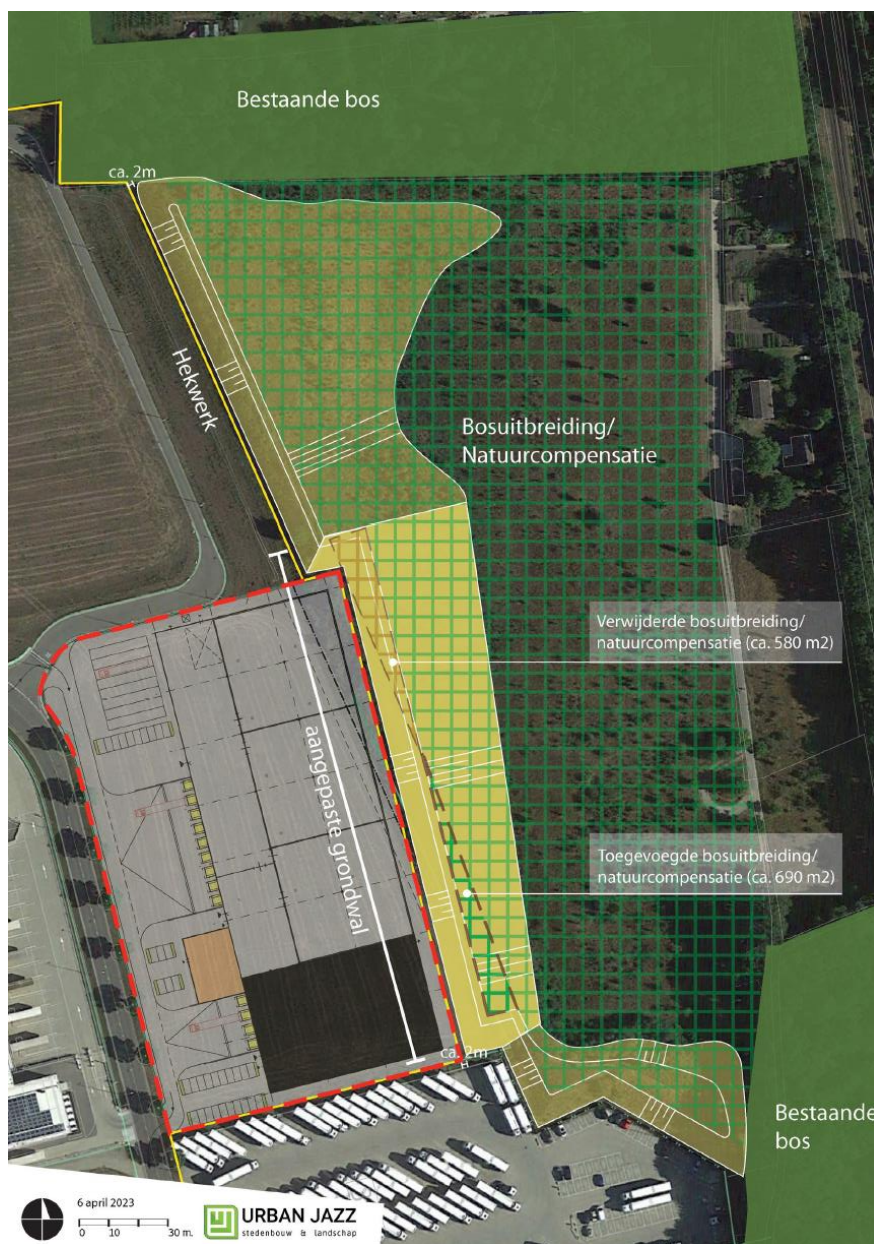 Bestaande bos
ca. 2m
Hekwerk
Bosuitbreiding/
Natuurcompensatie
Verwijderde bosuitbreiding/
natuurcompensatie (ca. 580 m2)
aangepaste grondwal
Toegevoegde bosuitbreiding/
natuurcompensatie (ca. 690 m2)
ca. 2m
Bestaande
bos
6 april 2023
0 10 30 m.
URBAN JAZZ
stedenbouw & landschap